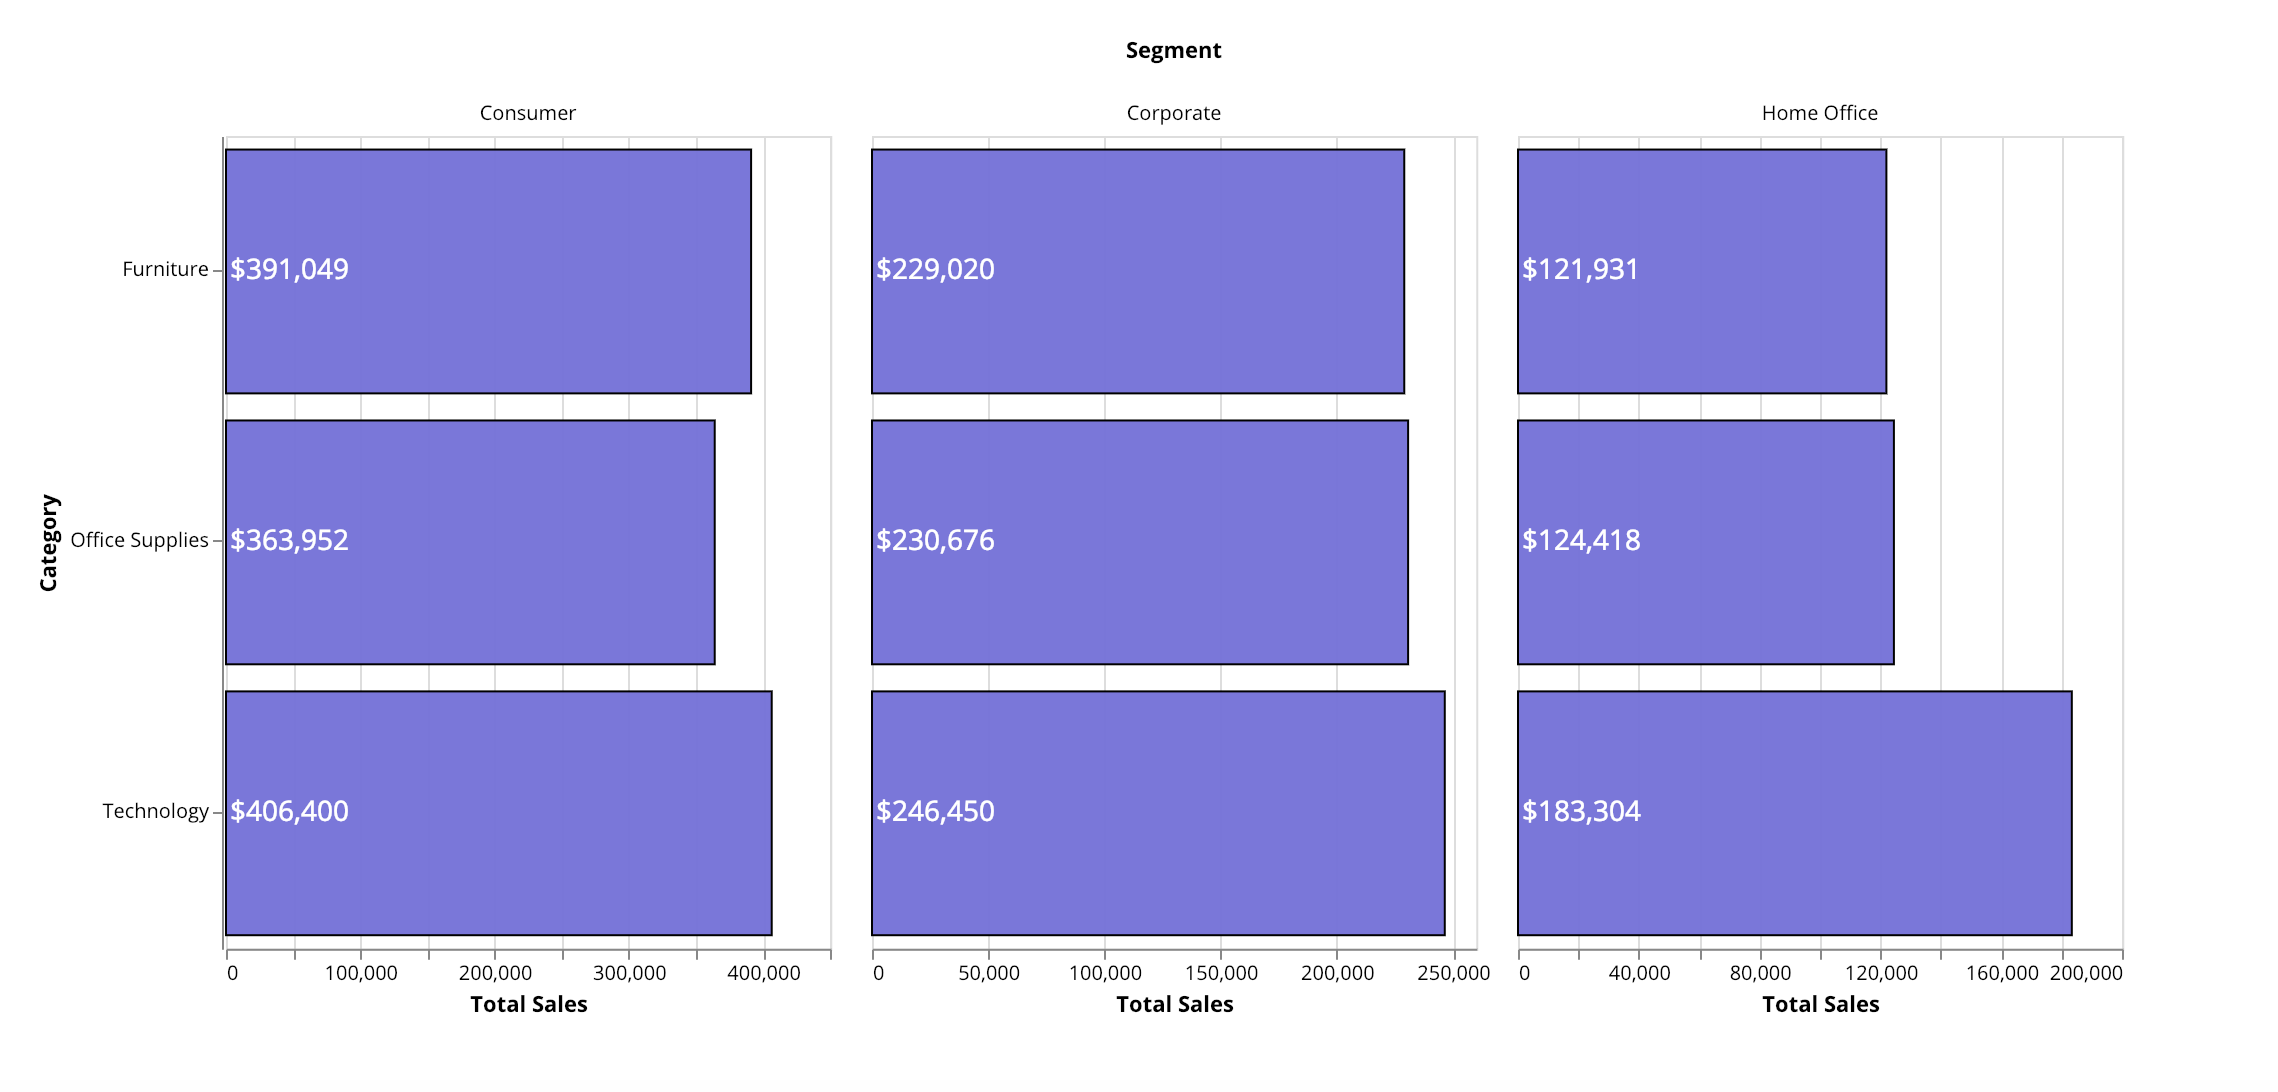 Segment
Consumer
Corporate
Home Office
Category
Furniture
$391,049
$229,020
$121,931
Office Supplies
$363,952
$230,676
$124,418
Technology
$406,400
$246,450
$183,304
0 100,000 200,000 300,000 400,000
0 50,000 100,000 150,000 200,000 250,000
0 40,000 80,000 120,000 160,000 200,000
Total Sales
Total Sales
Total Sales